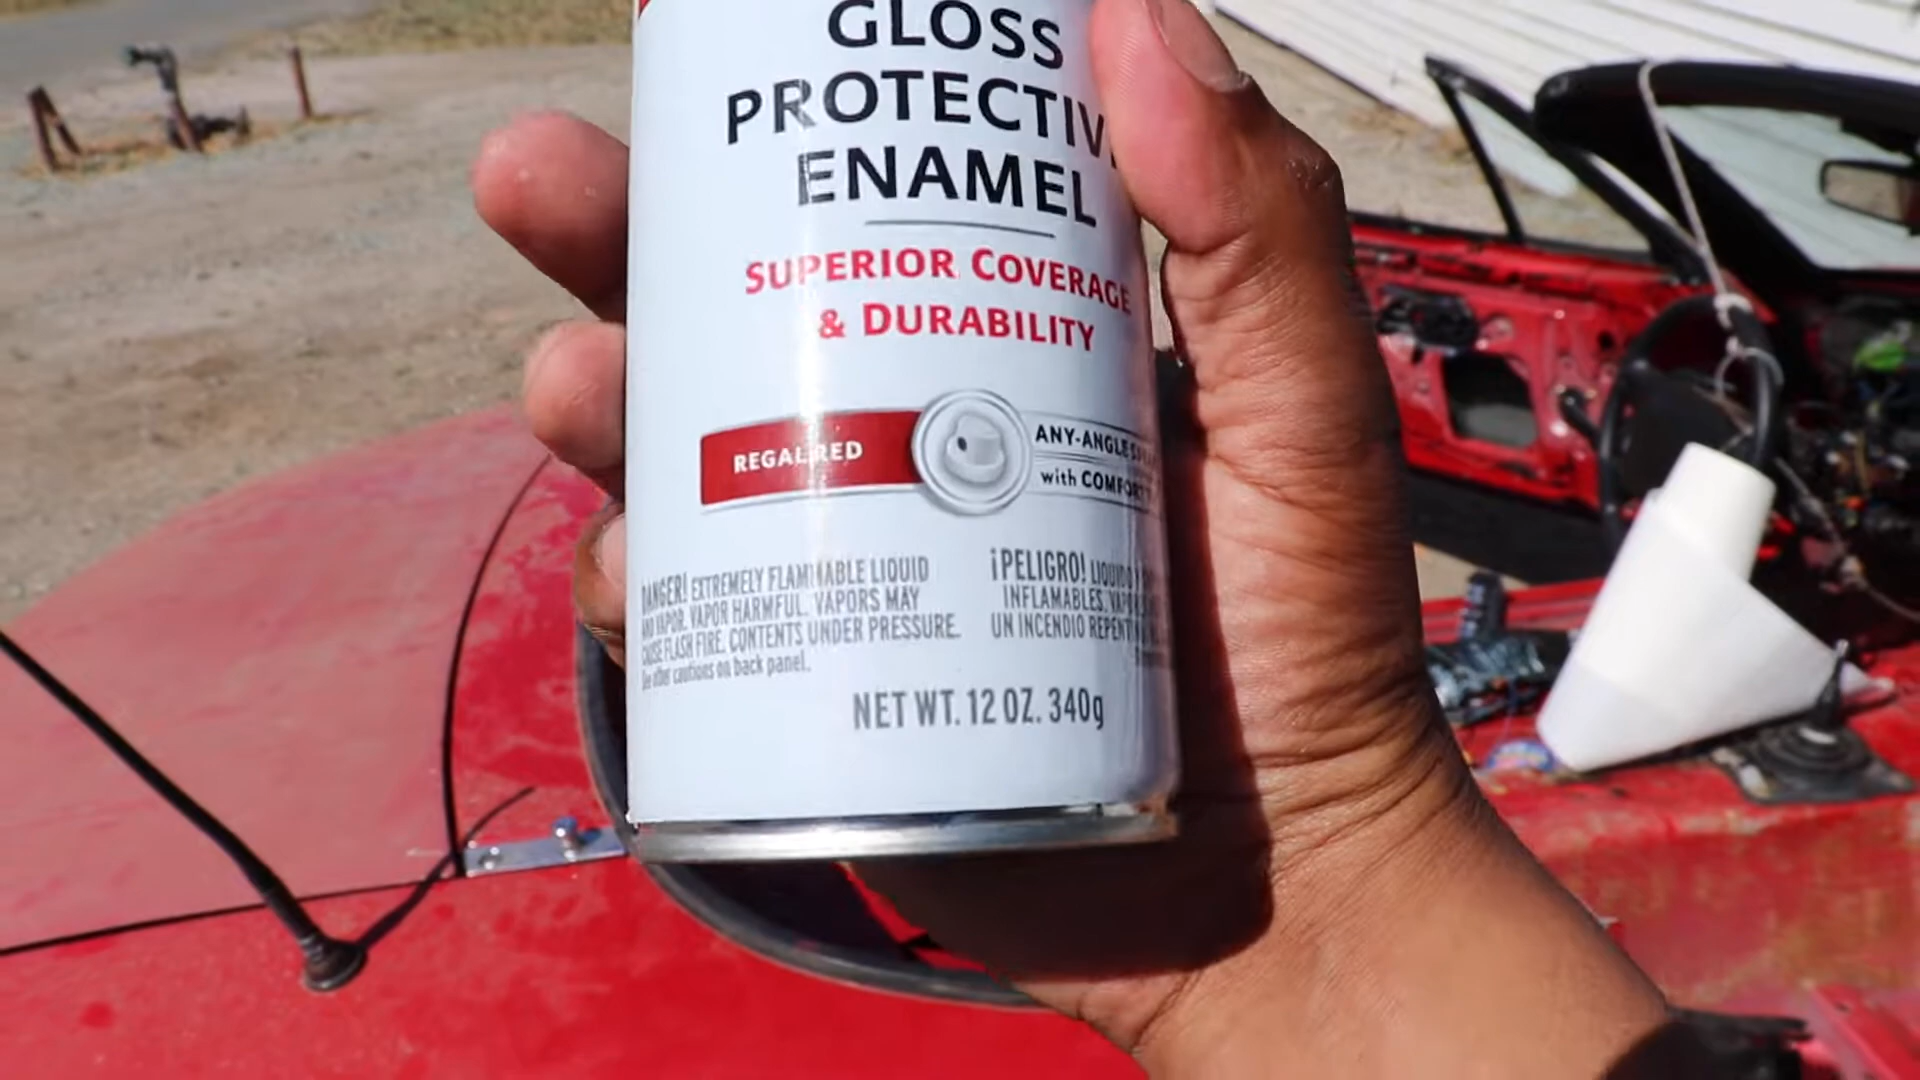 GLOSS
PROTECTIV
ENAMEL
SUPERIOR COVERAGE
& DURABILITY
REGAL RED
ANY-ANGLE
with COMFORT
DANGER! EXTREMELY FLAMMABLE LIQUID
AND VAPOR. VAPOR HARMFUL. VAPORS MAY
CAUSE FLASH FIRE. CONTENTS UNDER PRESSURE.
See other cautions on back panel.
¡PELIGRO! LIQUIDO
INFLAMABLES.
UN INCENDIO
NET WT. 12 OZ. 340g